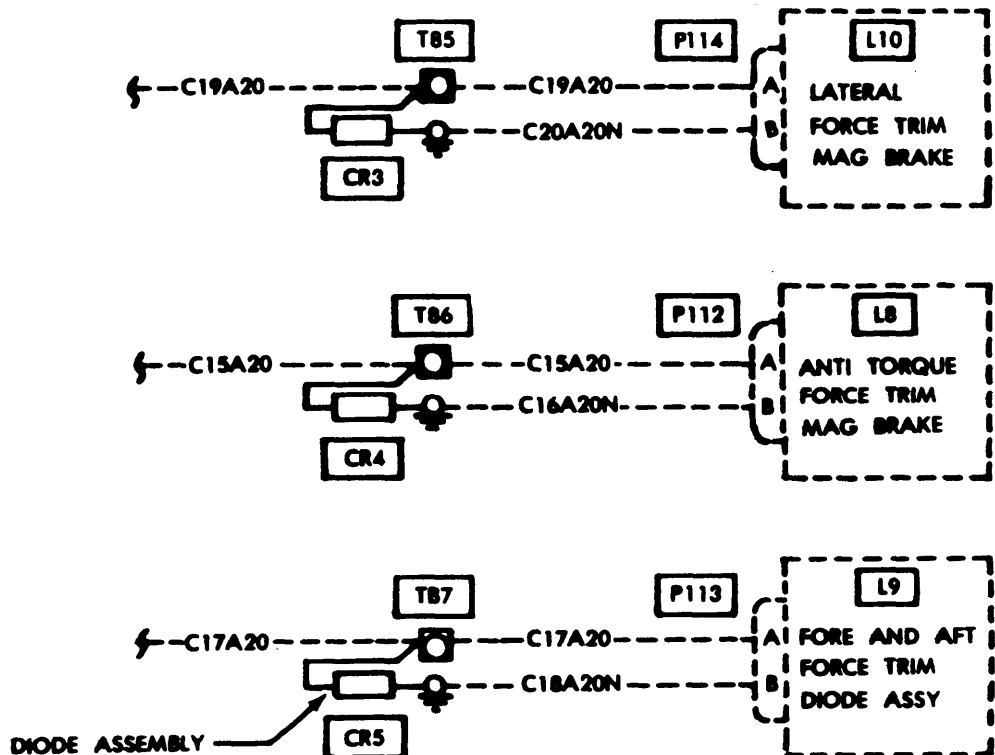 TB5
P114
L10
C19A20
C19A20
A
LATERAL
FORCE TRIM
MAG BRAKE
C20A20N
B
CR3
TB6
P112
L8
C15A20
C15A20
A
ANTI TORQUE
FORCE TRIM
MAG BRAKE
C16A20N
B
CR4
TB7
P113
L9
C17A20
C17A20
A
FORE AND AFT
FORCE TRIM
DIODE ASSY
C18A20N
B
DIODE ASSEMBLY
CR5